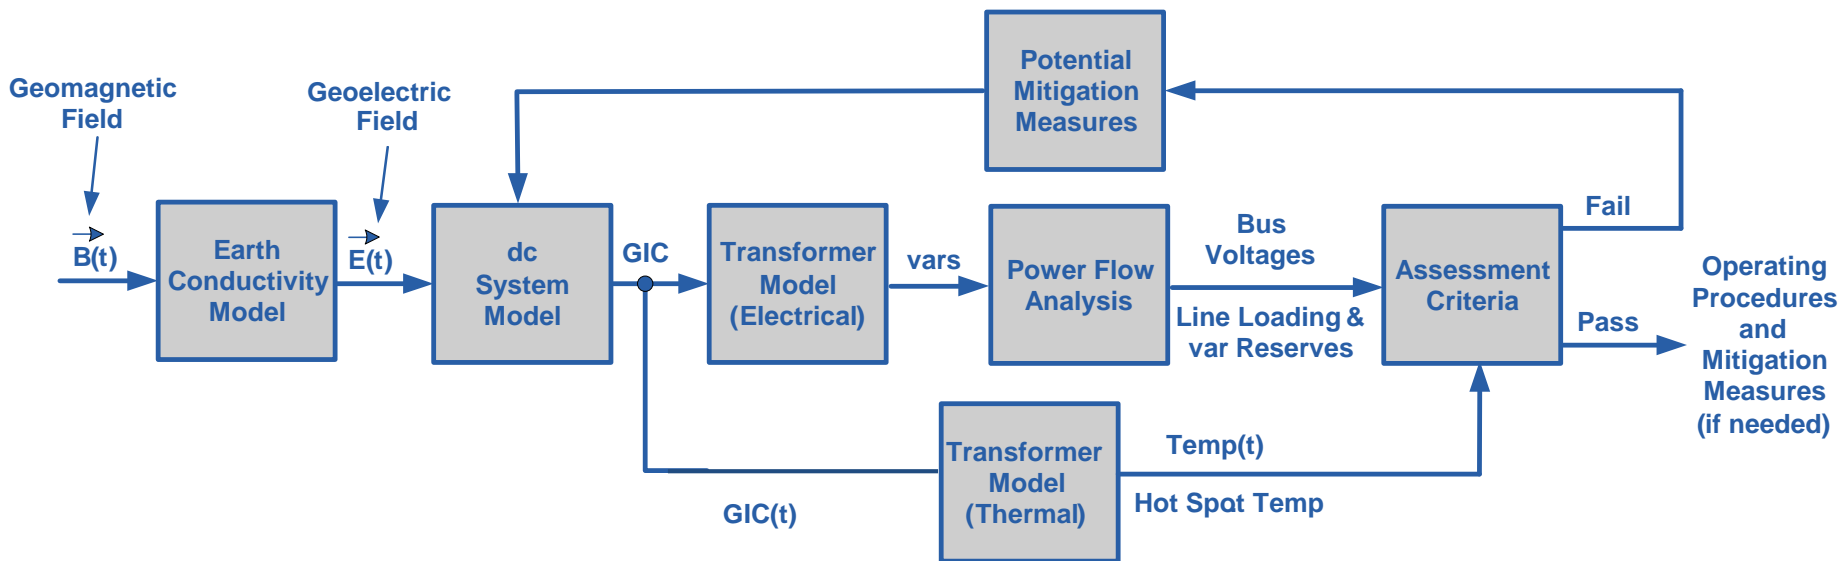 Geomagnetic
Field
B(t)
Earth
Conductivity
Model
Geoelectric
Field
E(t)
dc
System
Model
GIC
Transformer
Model
(Electrical)
vars
Power Flow
Analysis
Bus
Voltages
Line Loading &
var Reserves
Assessment
Criteria
Fail
Potential
Mitigation
Measures
Pass
Operating
Procedures
and
Mitigation
Measures
(if needed)
GIC(t)
Transformer
Model
(Thermal)
Temp(t)
Hot Spat Temp